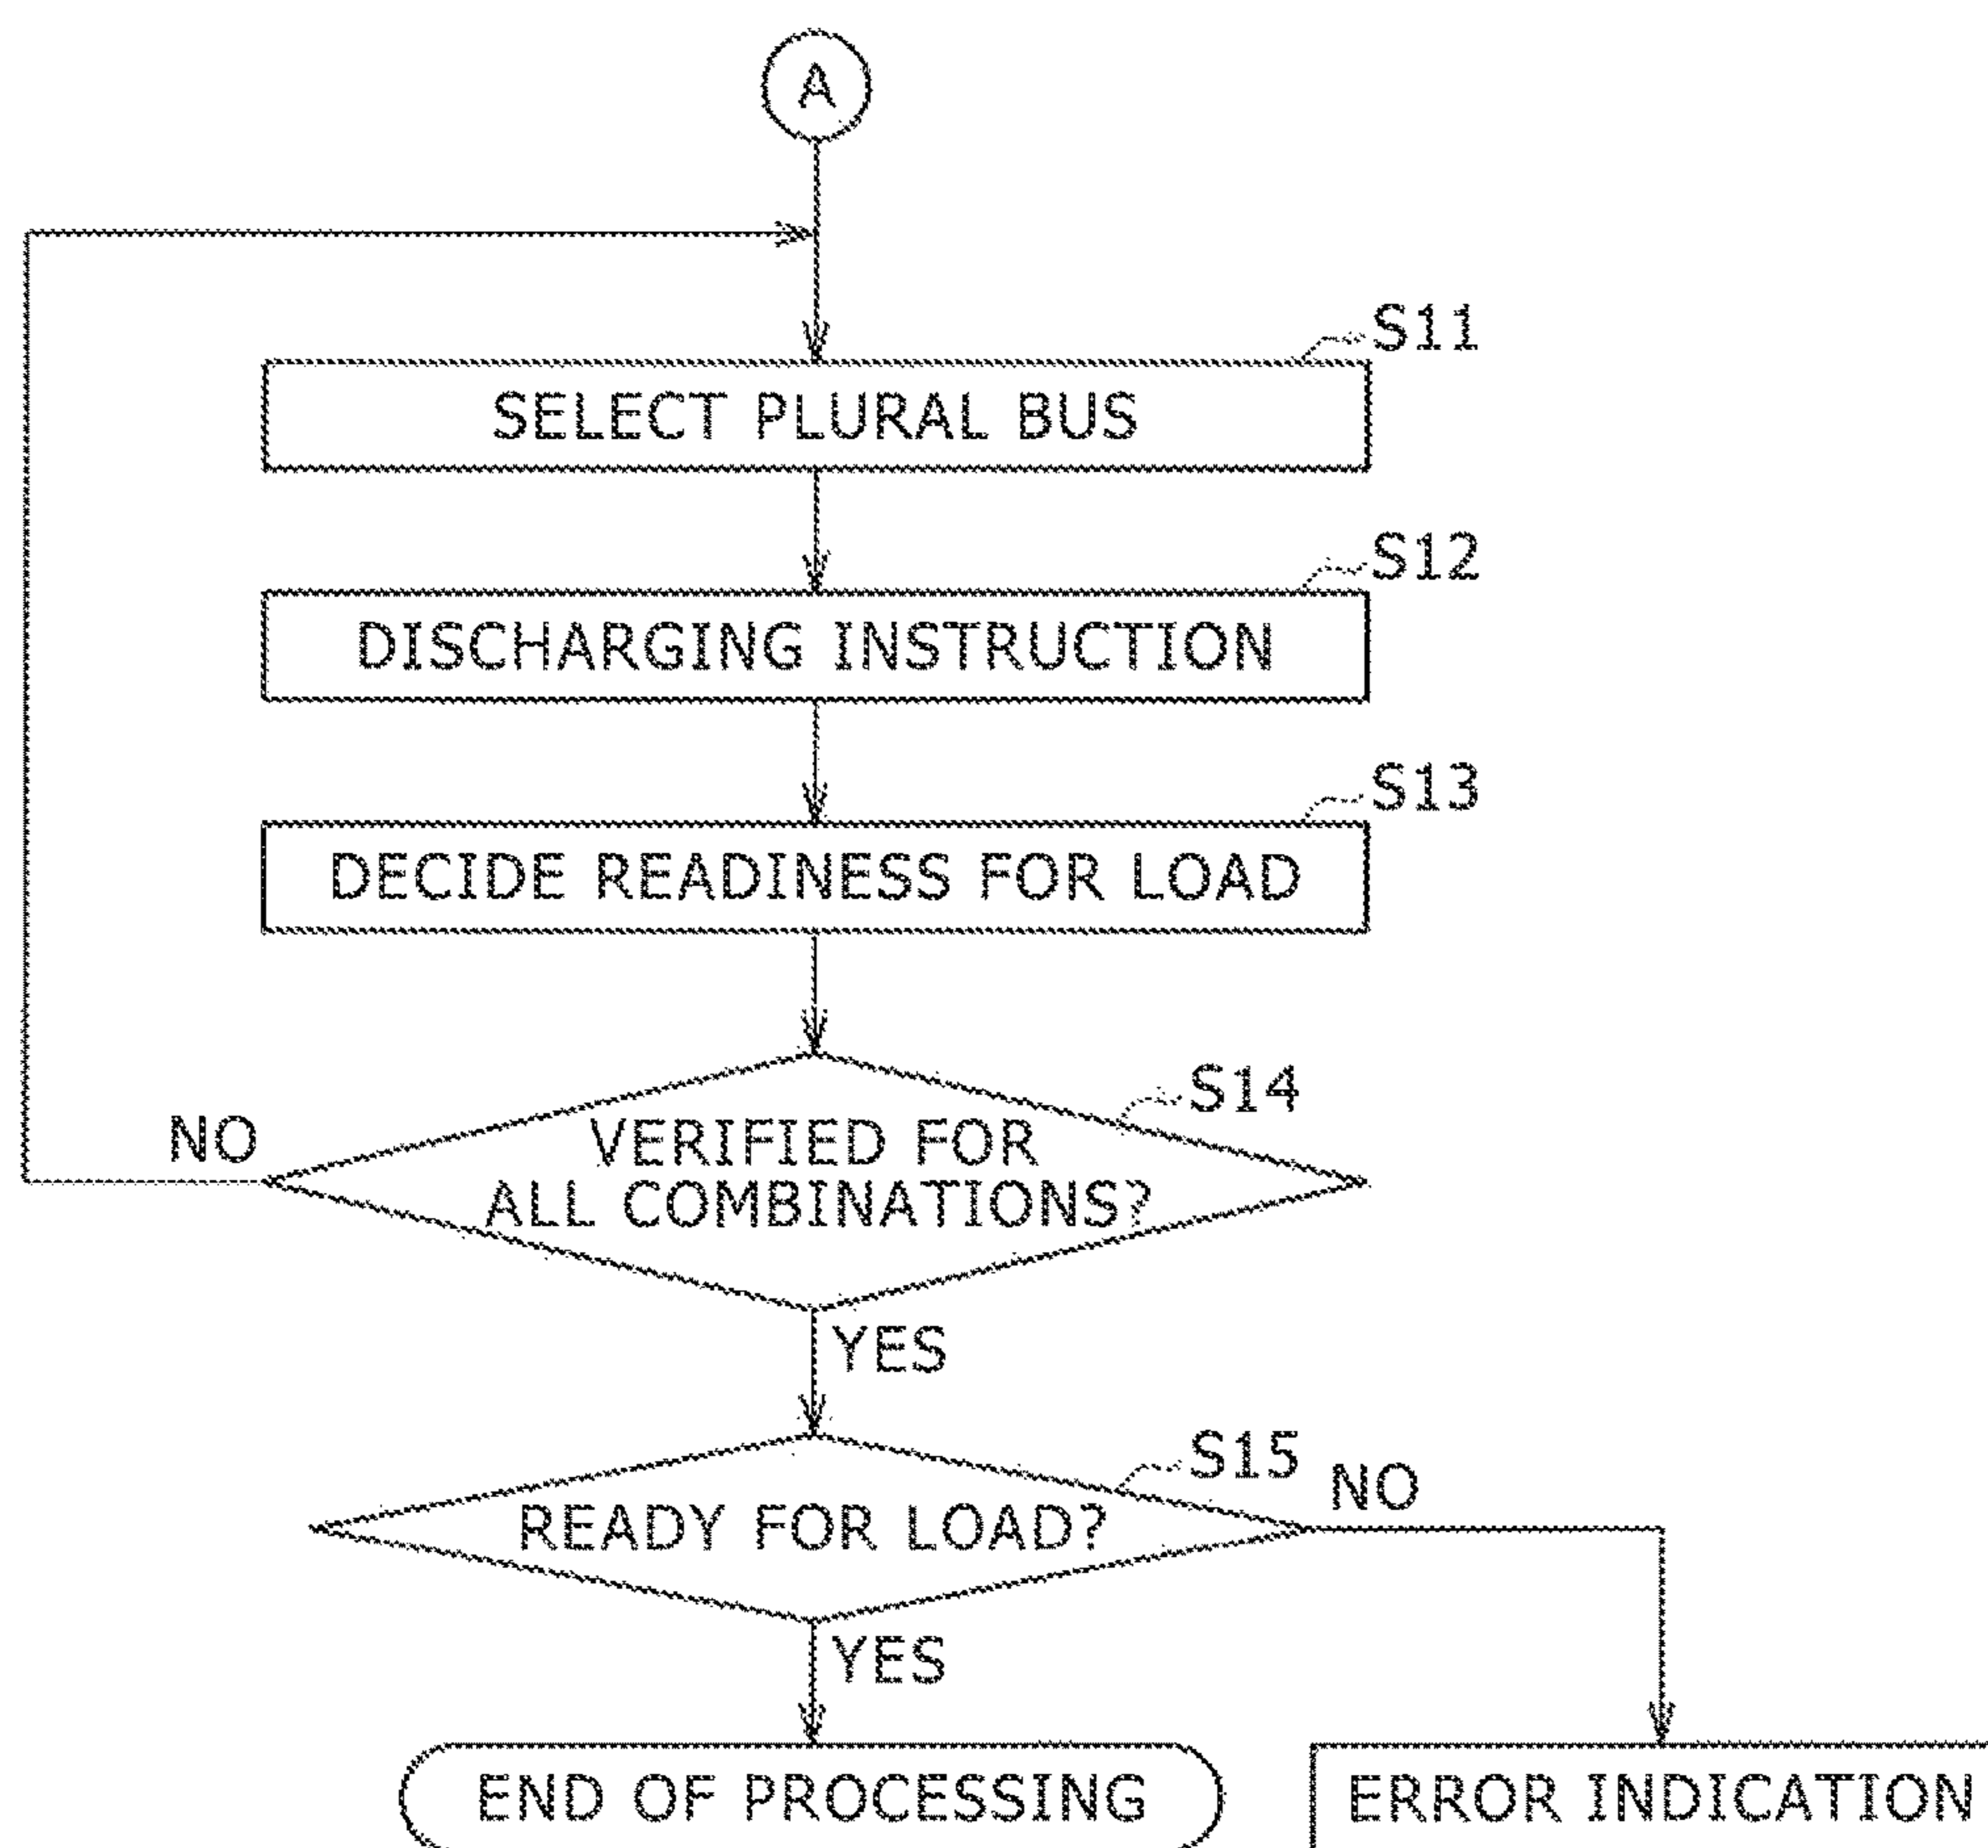 A
S11
SELECT PLURAL BUS
S12
DISCHARGING INSTRUCTION
S13
DECIDE READINESS FOR LOAD
S14
NO
VERIFIED FOR
ALL COMBINATIONS?
YES
S15
NO
READY FOR LOAD?
YES
END OF PROCESSING
ERROR INDICATION